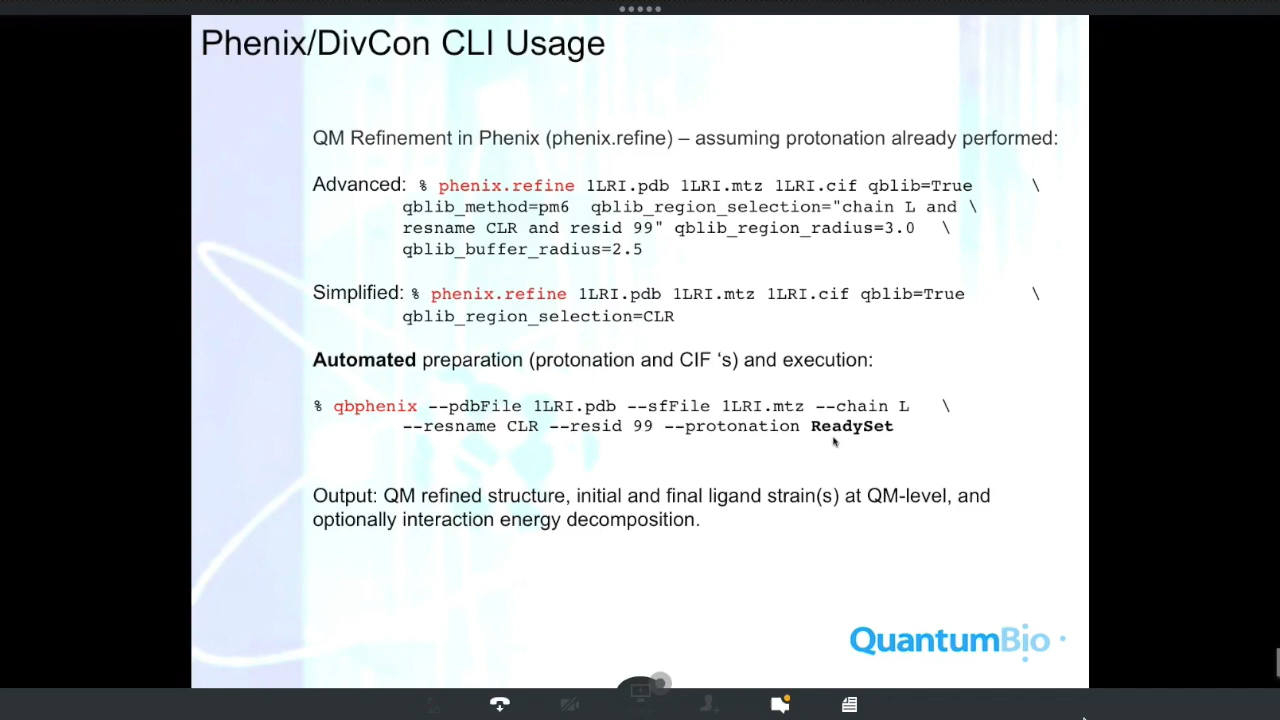 Phenix/DivCon CLI Usage
QM Refinement in Phenix (phenix.refine) – assuming protonation already performed:
Advanced: % phenix.refine 1LRI.pdb 1LRI.mtz 1LRI.cif qblib=True \
qblib_method=pm6 qblib_region_selection="chain L and \
resname CLR and resid 99" qblib_region_radius=3.0 \
qblib_buffer_radius=2.5
Simplified: % phenix.refine 1LRI.pdb 1LRI.mtz 1LRI.cif qblib=True \
qblib_region_selection=CLR
Automated preparation (protonation and CIF ‘s) and execution:
% qbphenix --pdbFile 1LRI.pdb --sfFile 1LRI.mtz --chain L \
--resname CLR --resid 99 --protonation ReadySet
Output: QM refined structure, initial and final ligand strain(s) at QM-level, and
optionally interaction energy decomposition.
QuantumBio